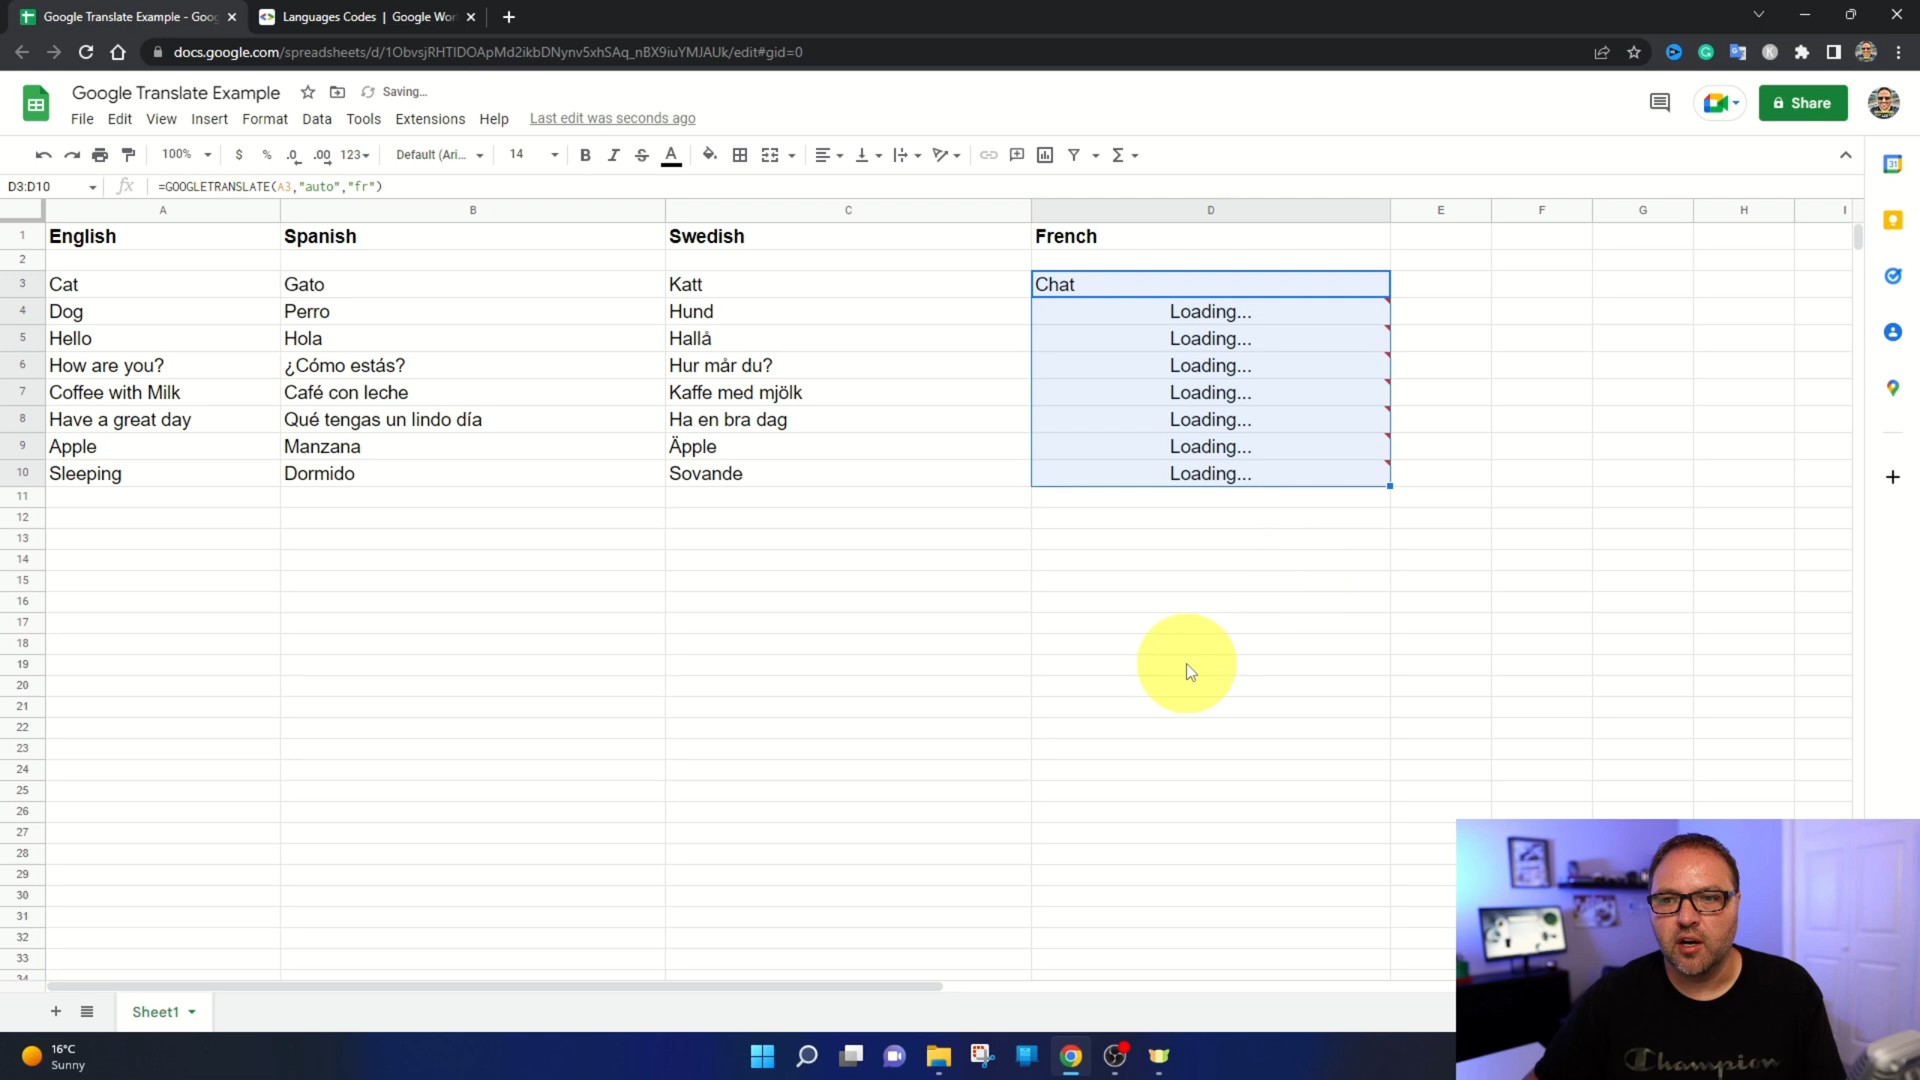 Google Translate Example - Goog
Languages Codes | Google Wor
docs.google.com/spreadsheets/d/1ObvsjRHTlDOApMd2ikbDNynv5xhSAq_nBX9iuYMJAUk/edit#gid=0
Google Translate Example
Saving...
Share
File Edit View Insert Format Data Tools Extensions Help Last edit was seconds ago
100% $ % .0 .00 123 Default (Ari... 14 B I S A
D3:D10 fx =GOOGLETRANSLATE(A3,"auto","fr")
A B C D E F G H I
1 English Spanish Swedish French
2
3 Cat Gato Katt Chat
4 Dog Perro Hund Loading...
5 Hello Hola Hallå Loading...
6 How are you? ¿Cómo estás? Hur mår du? Loading...
7 Coffee with Milk Café con leche Kaffe med mjölk Loading...
8 Have a great day Qué tengas un lindo día Ha en bra dag Loading...
9 Apple Manzana Äpple Loading...
10 Sleeping Dormido Sovande Loading...
11
12
13
14
15
16
17
18
19
20
21
22
23
24
25
26
27
28
29
30
31
32
33
34
Sheet1
16°C
Sunny
Champion
31
K